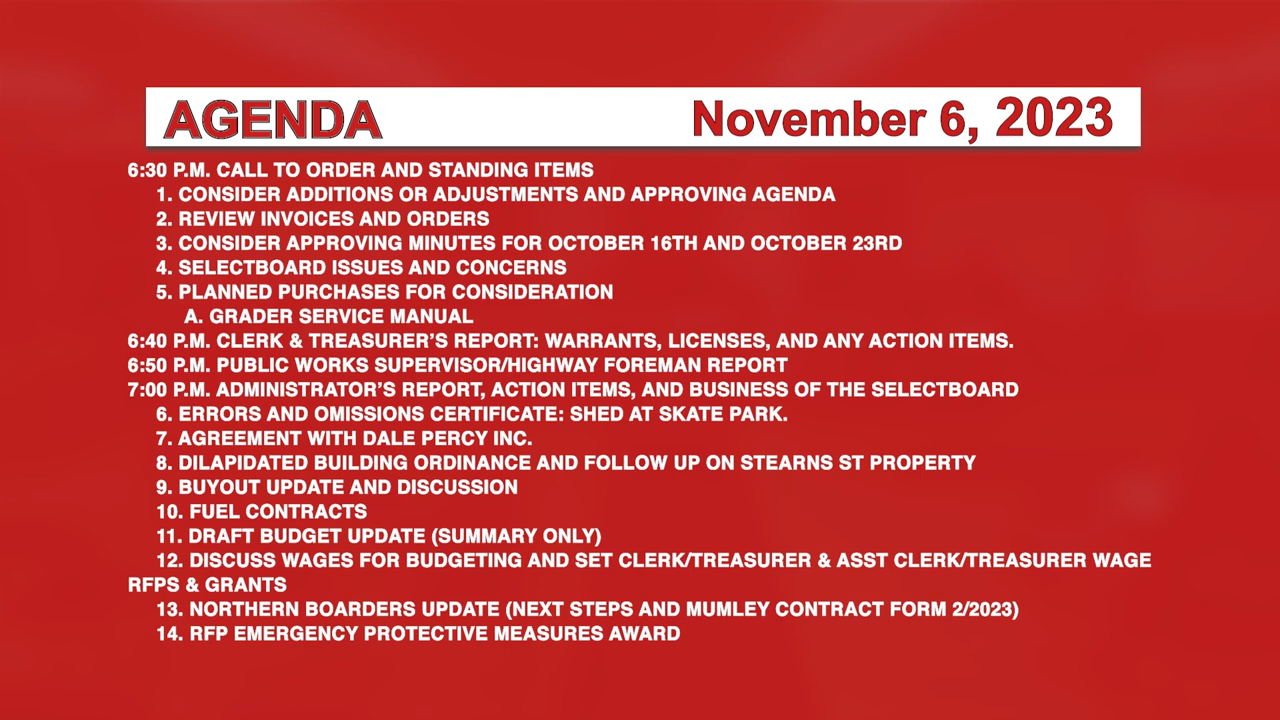 AGENDA November 6, 2023
6:30 P.M. CALL TO ORDER AND STANDING ITEMS
1. CONSIDER ADDITIONS OR ADJUSTMENTS AND APPROVING AGENDA
2. REVIEW INVOICES AND ORDERS
3. CONSIDER APPROVING MINUTES FOR OCTOBER 16TH AND OCTOBER 23RD
4. SELECTBOARD ISSUES AND CONCERNS
5. PLANNED PURCHASES FOR CONSIDERATION
A. GRADER SERVICE MANUAL
6:40 P.M. CLERK & TREASURER’S REPORT: WARRANTS, LICENSES, AND ANY ACTION ITEMS.
6:50 P.M. PUBLIC WORKS SUPERVISOR/HIGHWAY FOREMAN REPORT
7:00 P.M. ADMINISTRATOR’S REPORT, ACTION ITEMS, AND BUSINESS OF THE SELECTBOARD
6. ERRORS AND OMISSIONS CERTIFICATE: SHED AT SKATE PARK.
7. AGREEMENT WITH DALE PERCY INC.
8. DILAPIDATED BUILDING ORDINANCE AND FOLLOW UP ON STEARNS ST PROPERTY
9. BUYOUT UPDATE AND DISCUSSION
10. FUEL CONTRACTS
11. DRAFT BUDGET UPDATE (SUMMARY ONLY)
12. DISCUSS WAGES FOR BUDGETING AND SET CLERK/TREASURER & ASST CLERK/TREASURER WAGE
RFPS & GRANTS
13. NORTHERN BOARDERS UPDATE (NEXT STEPS AND MUMLEY CONTRACT FORM 2/2023)
14. RFP EMERGENCY PROTECTIVE MEASURES AWARD